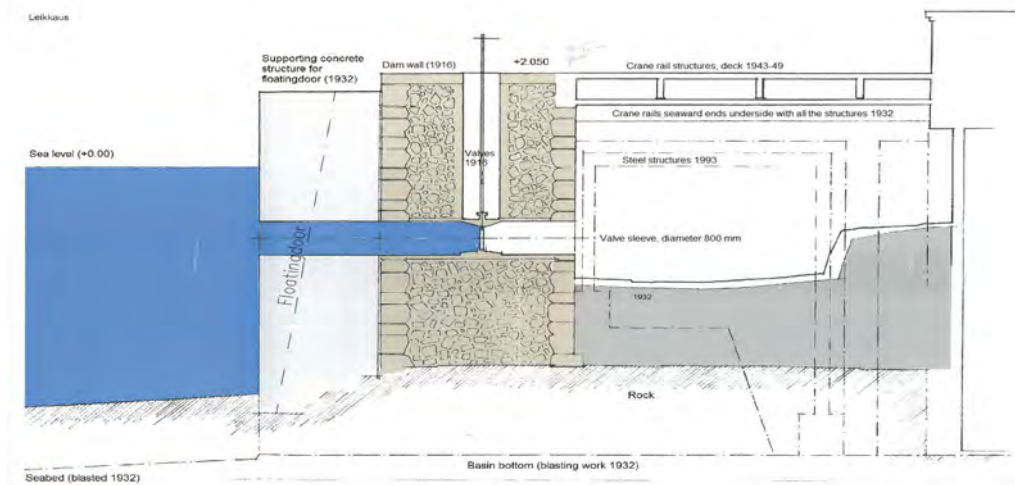 Leikkaus
Supporting concrete
structure for
floatingdoor (1932)
Dam wall (1916)
+2.050
Crane rail structures, deck 1943-49
Crane rails seaward ends underside with all the structures 1932
Sea level (+0.00)
Valves
1916
Steel structures 1993
Floatingdoor
Valve sleeve, diameter 800 mm
1932
Rock
Basin bottom (blasting work 1932)
Seabed (blasted 1932)